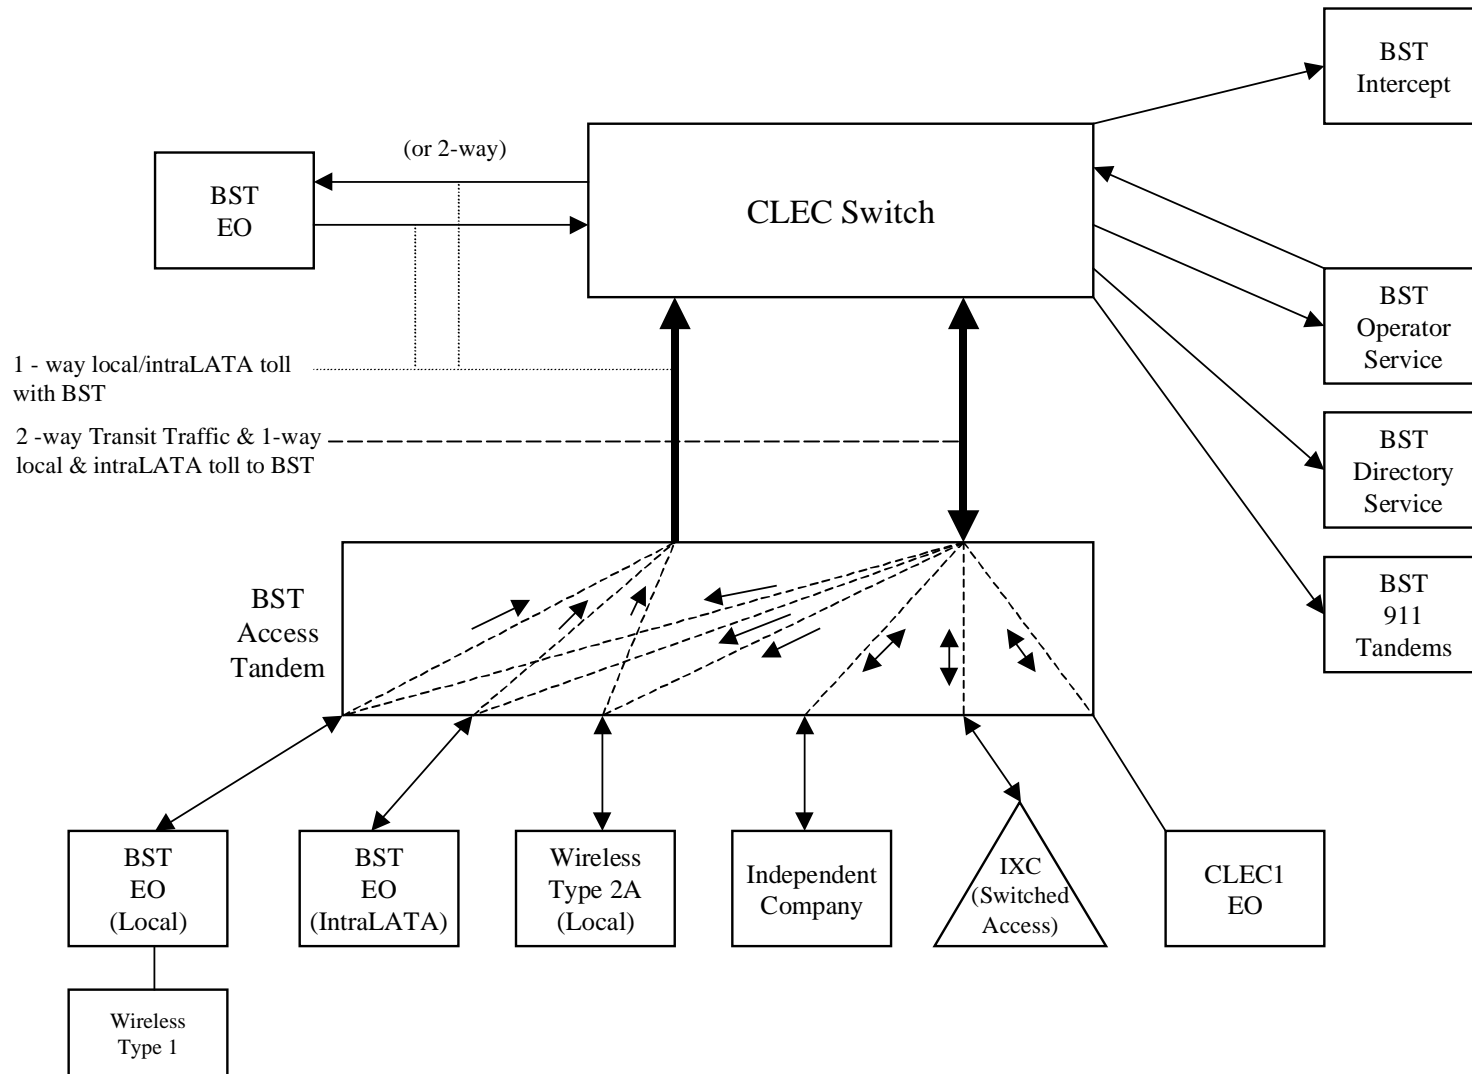 BST
Intercept
(or 2-way)
BST
EO
CLEC Switch
BST
Operator
Service
1 - way local/intraLATA toll
with BST
2 -way Transit Traffic & 1-way
local & intraLATA toll to BST
BST
Directory
Service
BST
911
Tandems
BST
Access
Tandem
BST
EO
(Local)
BST
EO
(IntraLATA)
Wireless
Type 2A
(Local)
Independent
Company
IXC
(Switched
Access)
CLEC1
EO
Wireless
Type 1